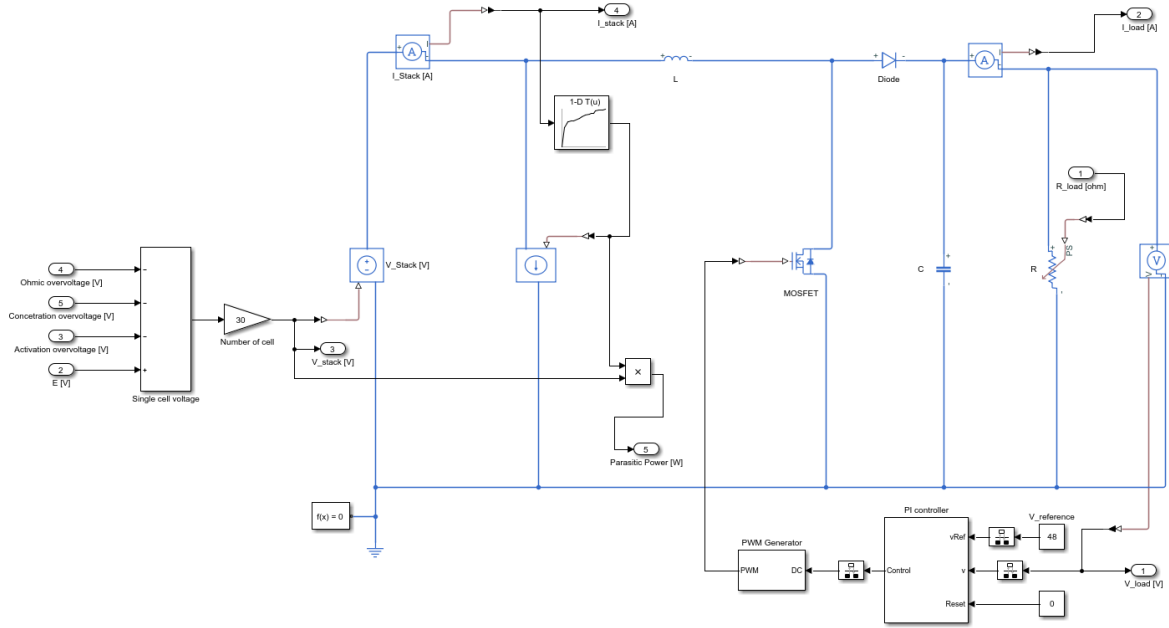 4
I_stack [A]
2
I_load [A]
+
A
I
-
I_Stack [A]
+
-
L
+
-
Diode
+
A
I
-
1-D T(u)
1
R_load [ohm]
4
Ohmic overvoltage [V]
5
Concetration overvoltage [V]
3
Activation overvoltage [V]
2
E [V]
−
−
−
+
Single cell voltage
30
Number of cell
V_Stack [V]
3
V_stack [V]
×
5
Parasitic Power [W]
MOSFET
+
C
-
+
R
-
PS
+
V
V
-
f(x) = 0
PWM Generator
PWM
DC
PI controller
vRef
Control
v
Reset
V_reference
48
0
1
V_load [V]